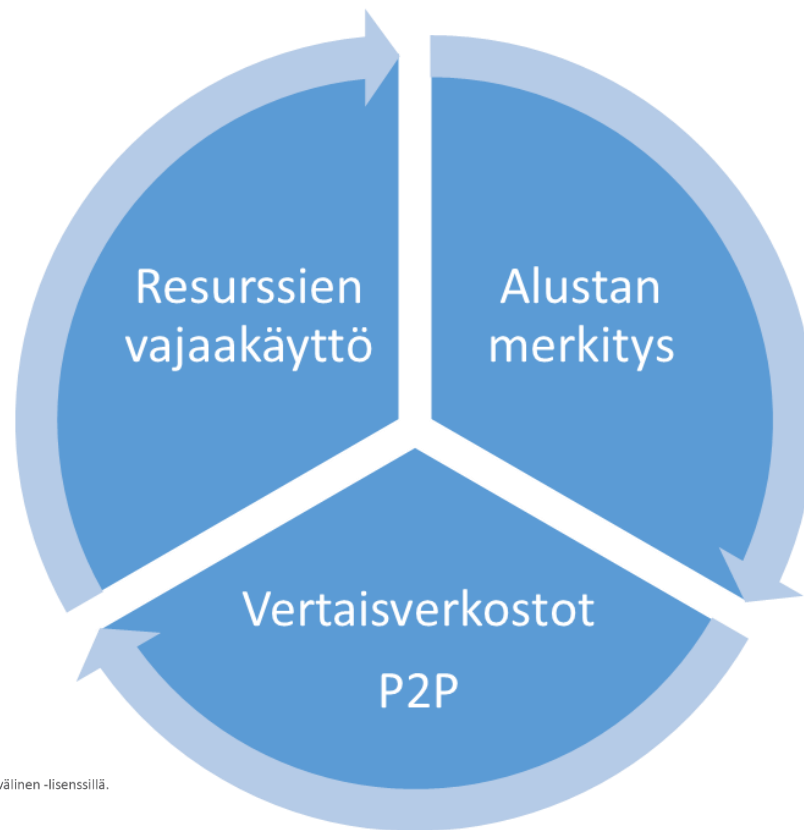 Resurssien
vajaakäyttö
Alustan
merkitys
Vertaisverkostot
P2P
välinen -lisenssillä.